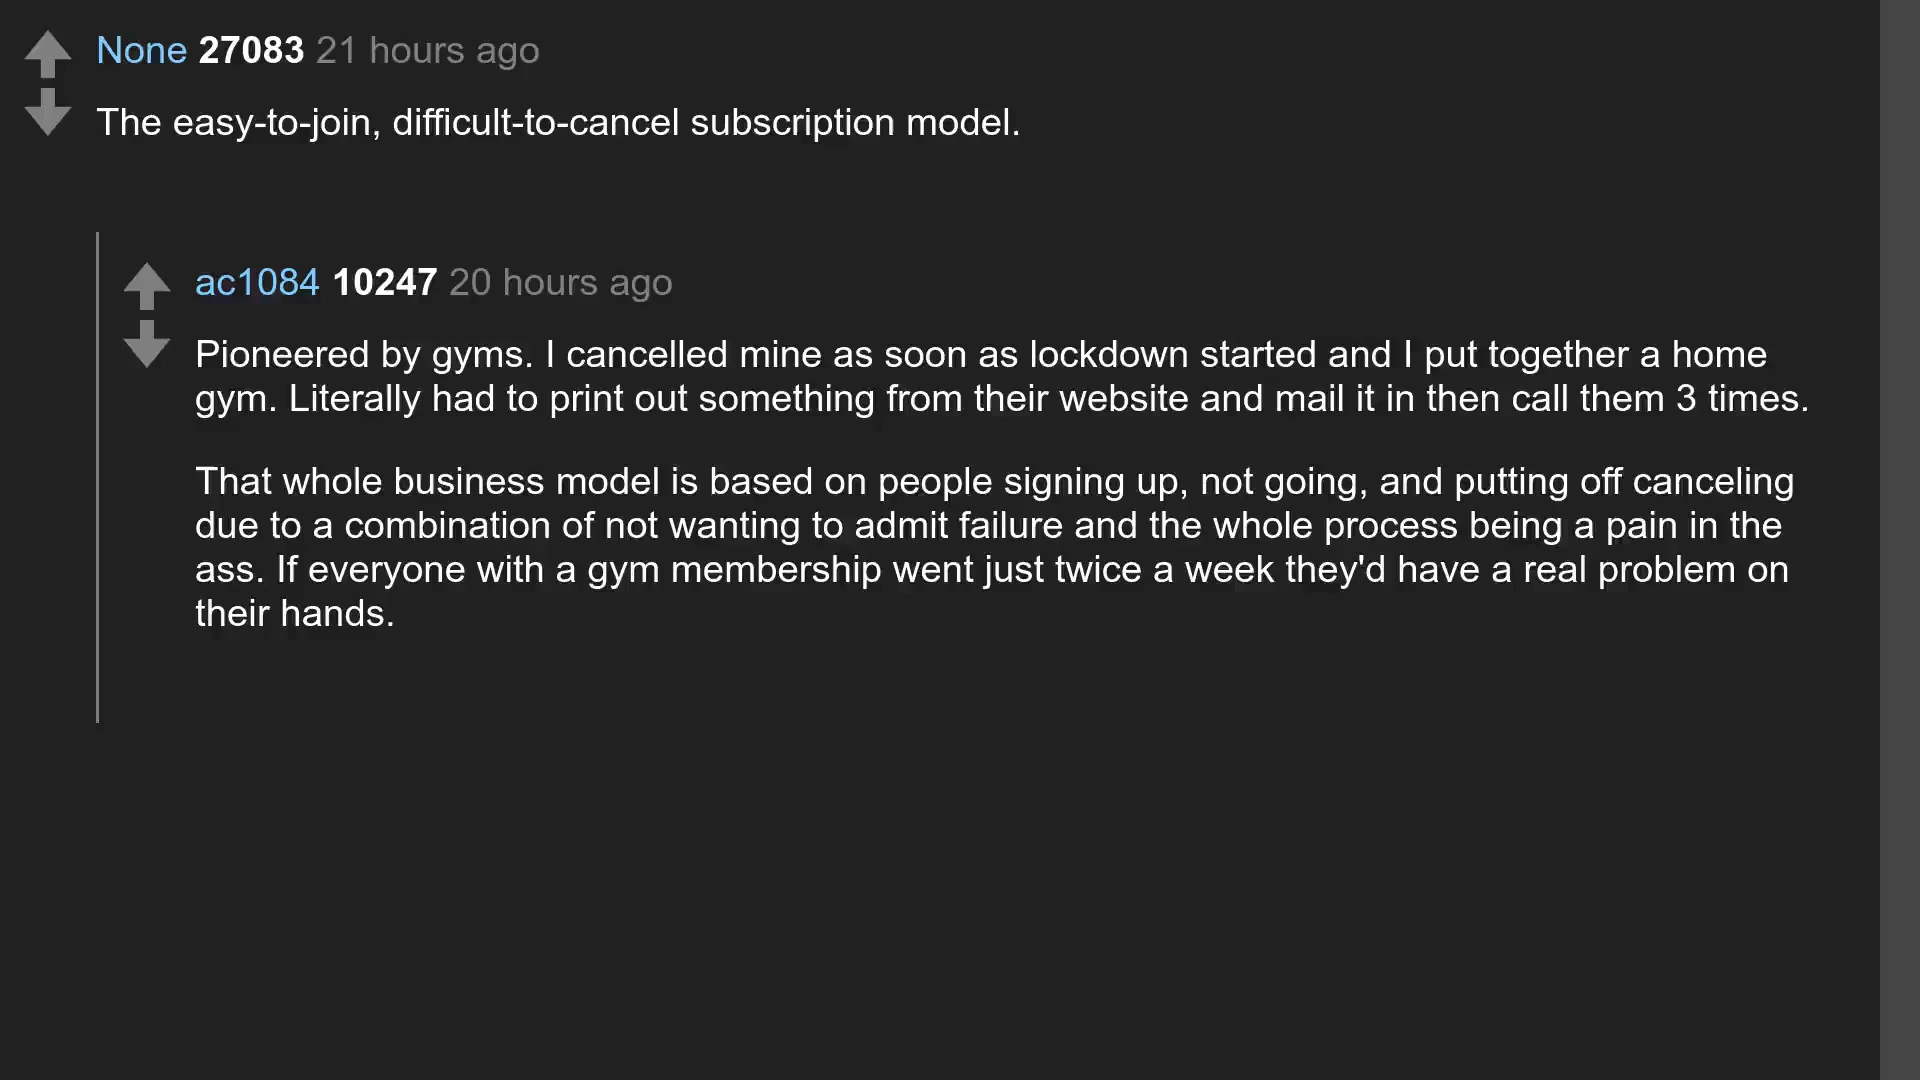 None 27083 21 hours ago
The easy-to-join, difficult-to-cancel subscription model.
ac1084 10247 20 hours ago
Pioneered by gyms. I cancelled mine as soon as lockdown started and I put together a home
gym. Literally had to print out something from their website and mail it in then call them 3 times.
That whole business model is based on people signing up, not going, and putting off canceling
due to a combination of not wanting to admit failure and the whole process being a pain in the
ass. If everyone with a gym membership went just twice a week they'd have a real problem on
their hands.